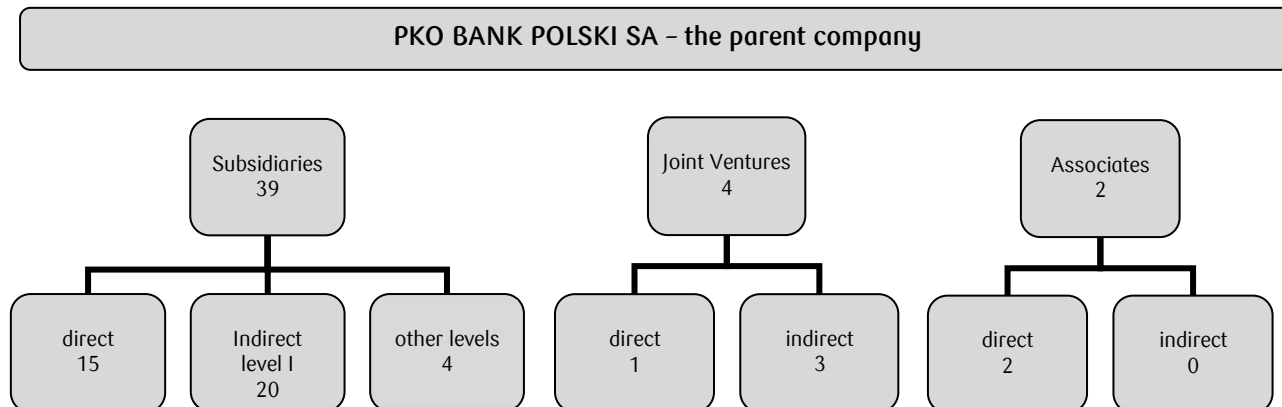 PKO BANK POLSKI SA – the parent company
Subsidiaries
39
Joint Ventures
4
Associates
2
direct
15
Indirect
level I
20
other levels
4
direct
1
indirect
3
direct
2
indirect
0